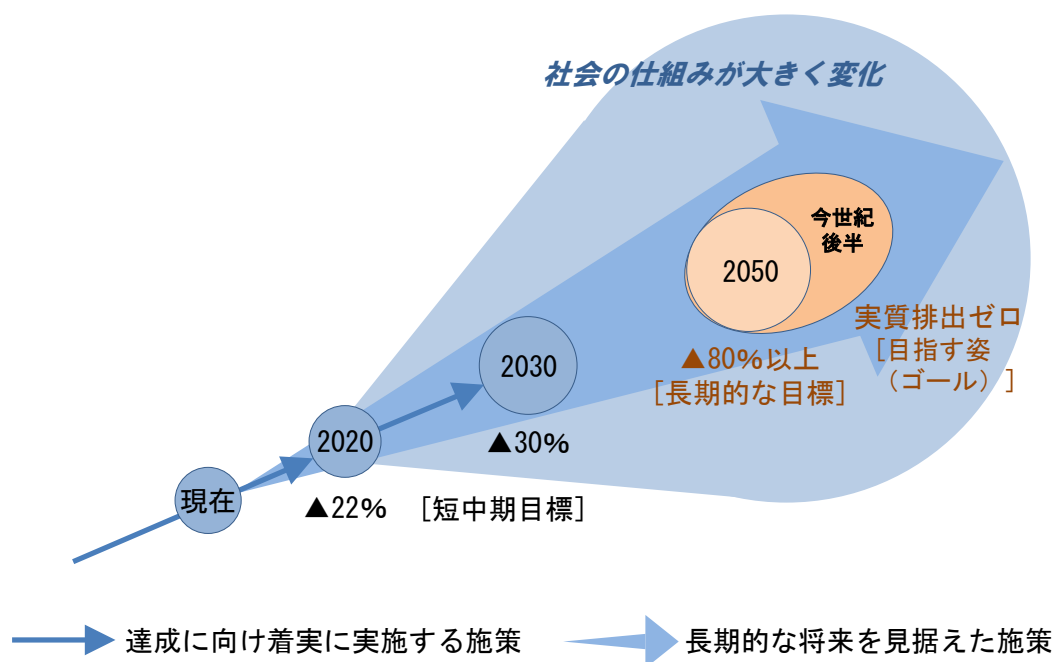 社会の仕組みが大きく変化
今世紀
後半
2050
実質排出ゼロ
[目指す姿
（ゴール）]
▲80%以上
[長期的な目標]
2030
▲30%
2020
▲22% [短中期目標]
現在
達成に向け着実に実施する施策
長期的な将来を見据えた施策